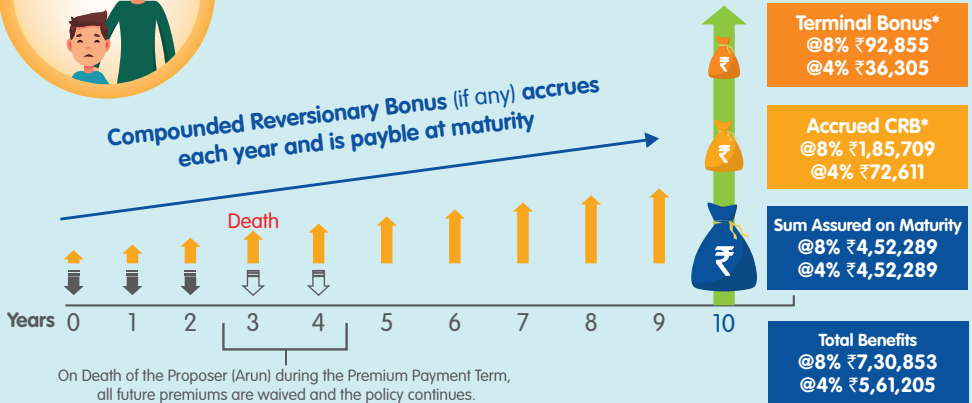 Compounded Reversionary Bonus (if any) accrues
each year and is payble at maturity
Death
Terminal Bonus*
@8% ₹92,855
@4% ₹36,305
Accrued CRB*
@8% ₹1,85,709
@4% ₹72,611
Sum Assured on Maturity
@8% ₹4,52,289
@4% ₹4,52,289
₹
₹
₹
Years 0 1 2 3 4 5 6 7 8 9 10
On Death of the Proposer (Arun) during the Premium Payment Term,
all future premiums are waived and the policy continues.
Total Benefits
@8% ₹7,30,853
@4% ₹5,61,205